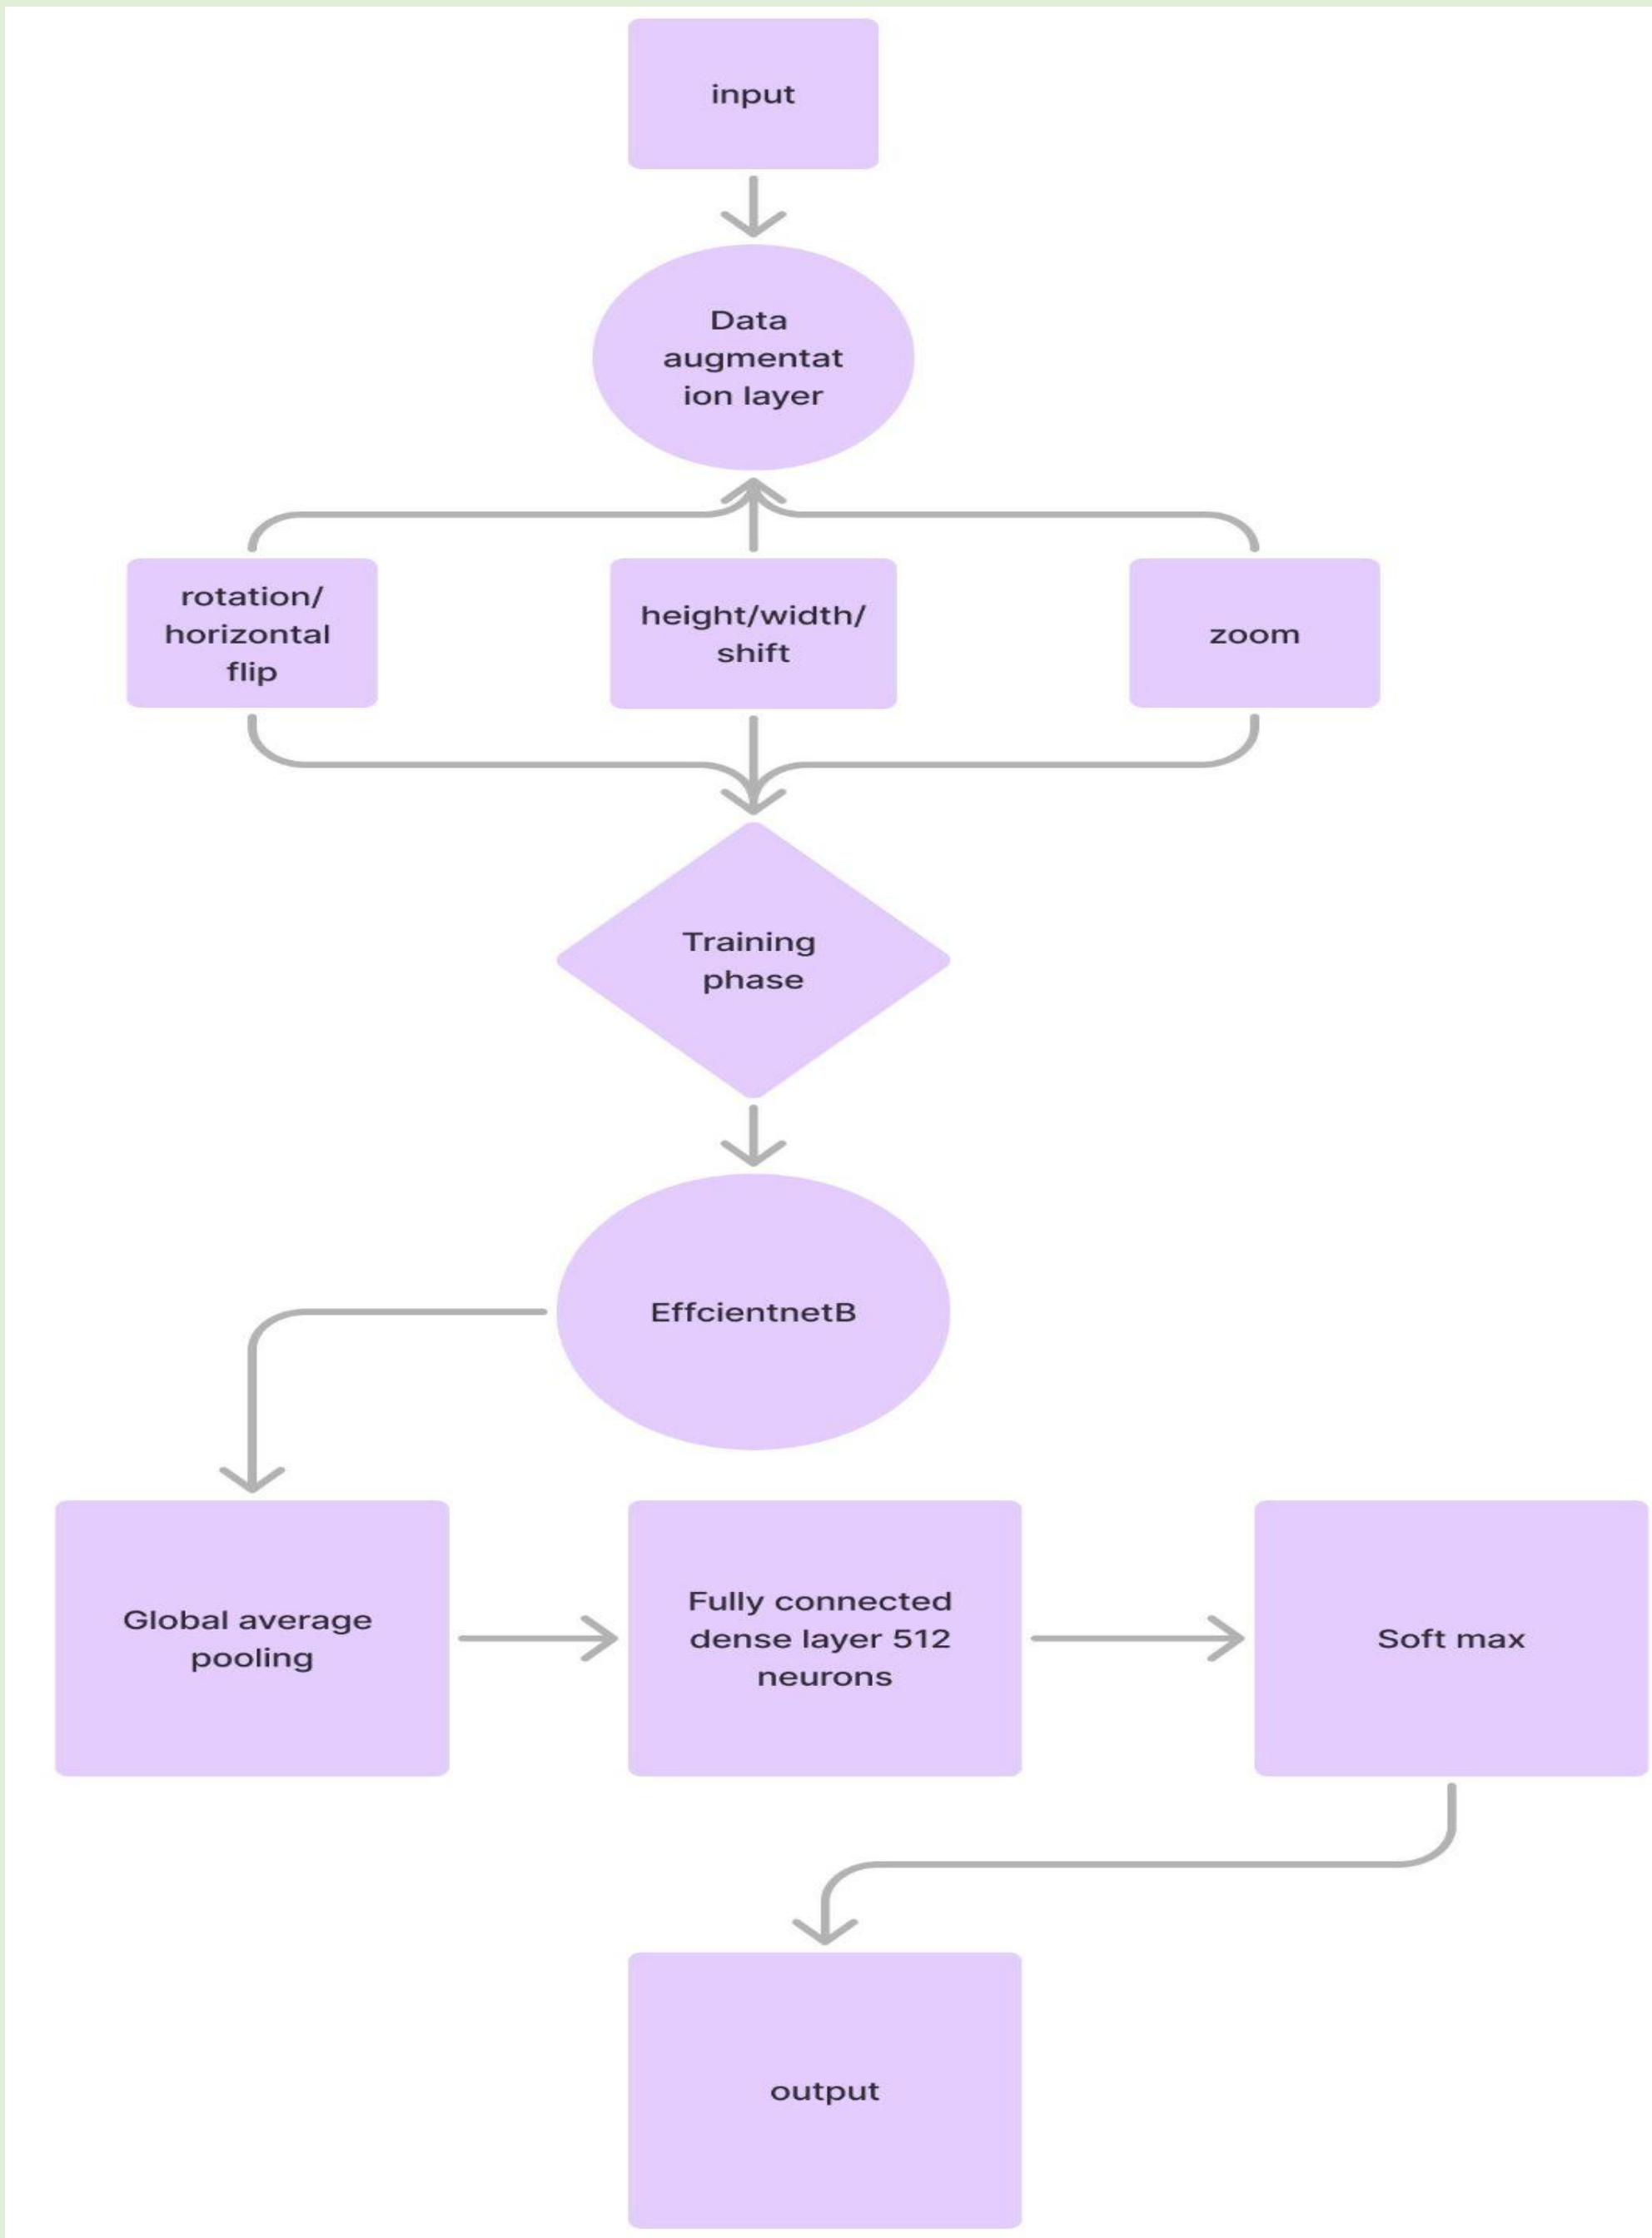 input
Data
augmentat
ion layer
rotation/
horizontal
flip
height/width/
shift
zoom
Training
phase
EffcientnetB
Global average
pooling
Fully connected
dense layer 512
neurons
Soft max
output